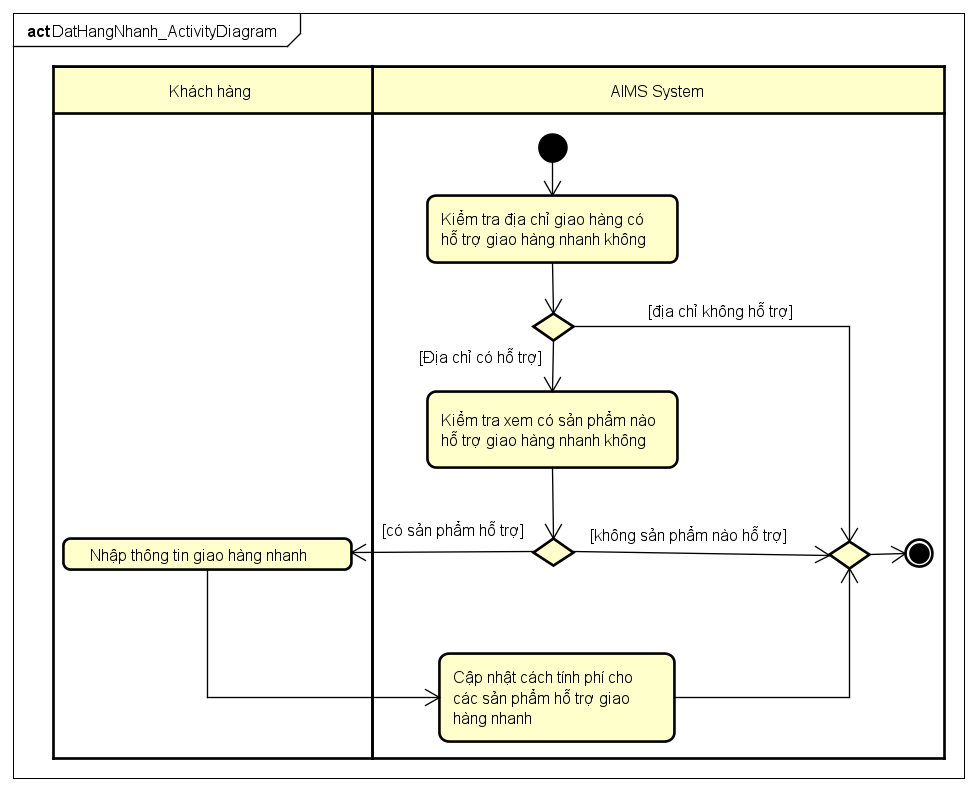 act DatHangNhanh_ActivityDiagram
Khách hàng
AIMS System
Kiểm tra địa chỉ giao hàng có
hỗ trợ giao hàng nhanh không
[địa chỉ không hỗ trợ]
[Địa chỉ có hỗ trợ]
Kiểm tra xem có sản phẩm nào
hỗ trợ giao hàng nhanh không
[có sản phẩm hỗ trợ]
[không sản phẩm nào hỗ trợ]
Nhập thông tin giao hàng nhanh
Cập nhật cách tính phí cho
các sản phẩm hỗ trợ giao
hàng nhanh